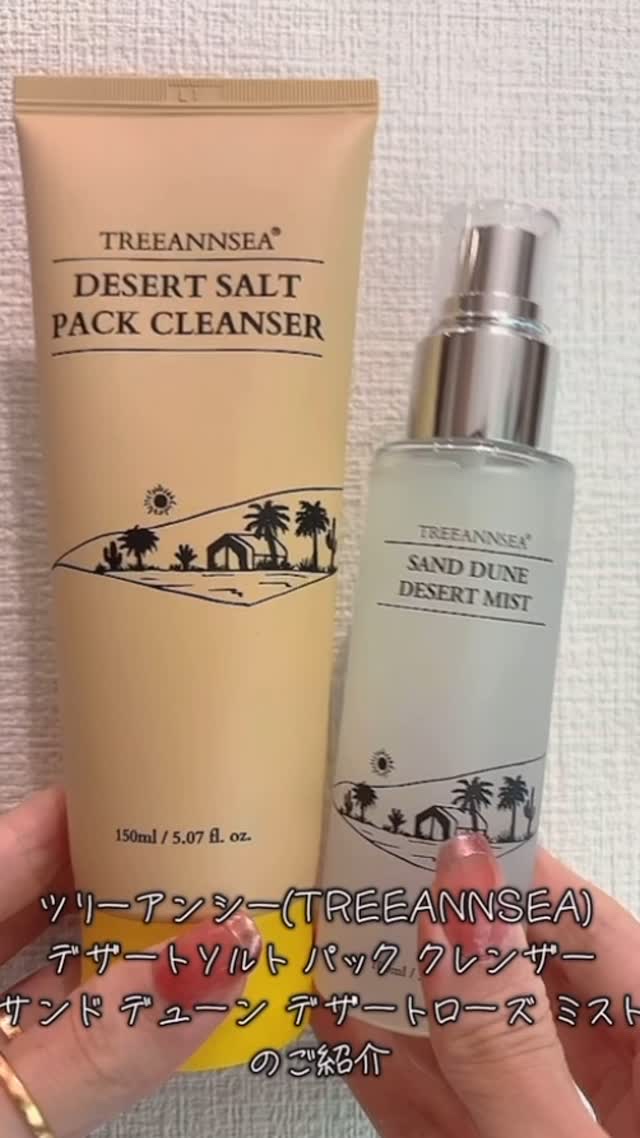 TREEANNSEA®
DESERT SALT
PACK CLEANSER
150ml / 5.07 fl. oz.
TREEANNSEA®
SAND DUNE
DESERT MIST
ツリーアンシー(TREEANNSEA)
デザートソルト パック クレンザー
サンド デューン デザートローズ ミスト
のご紹介